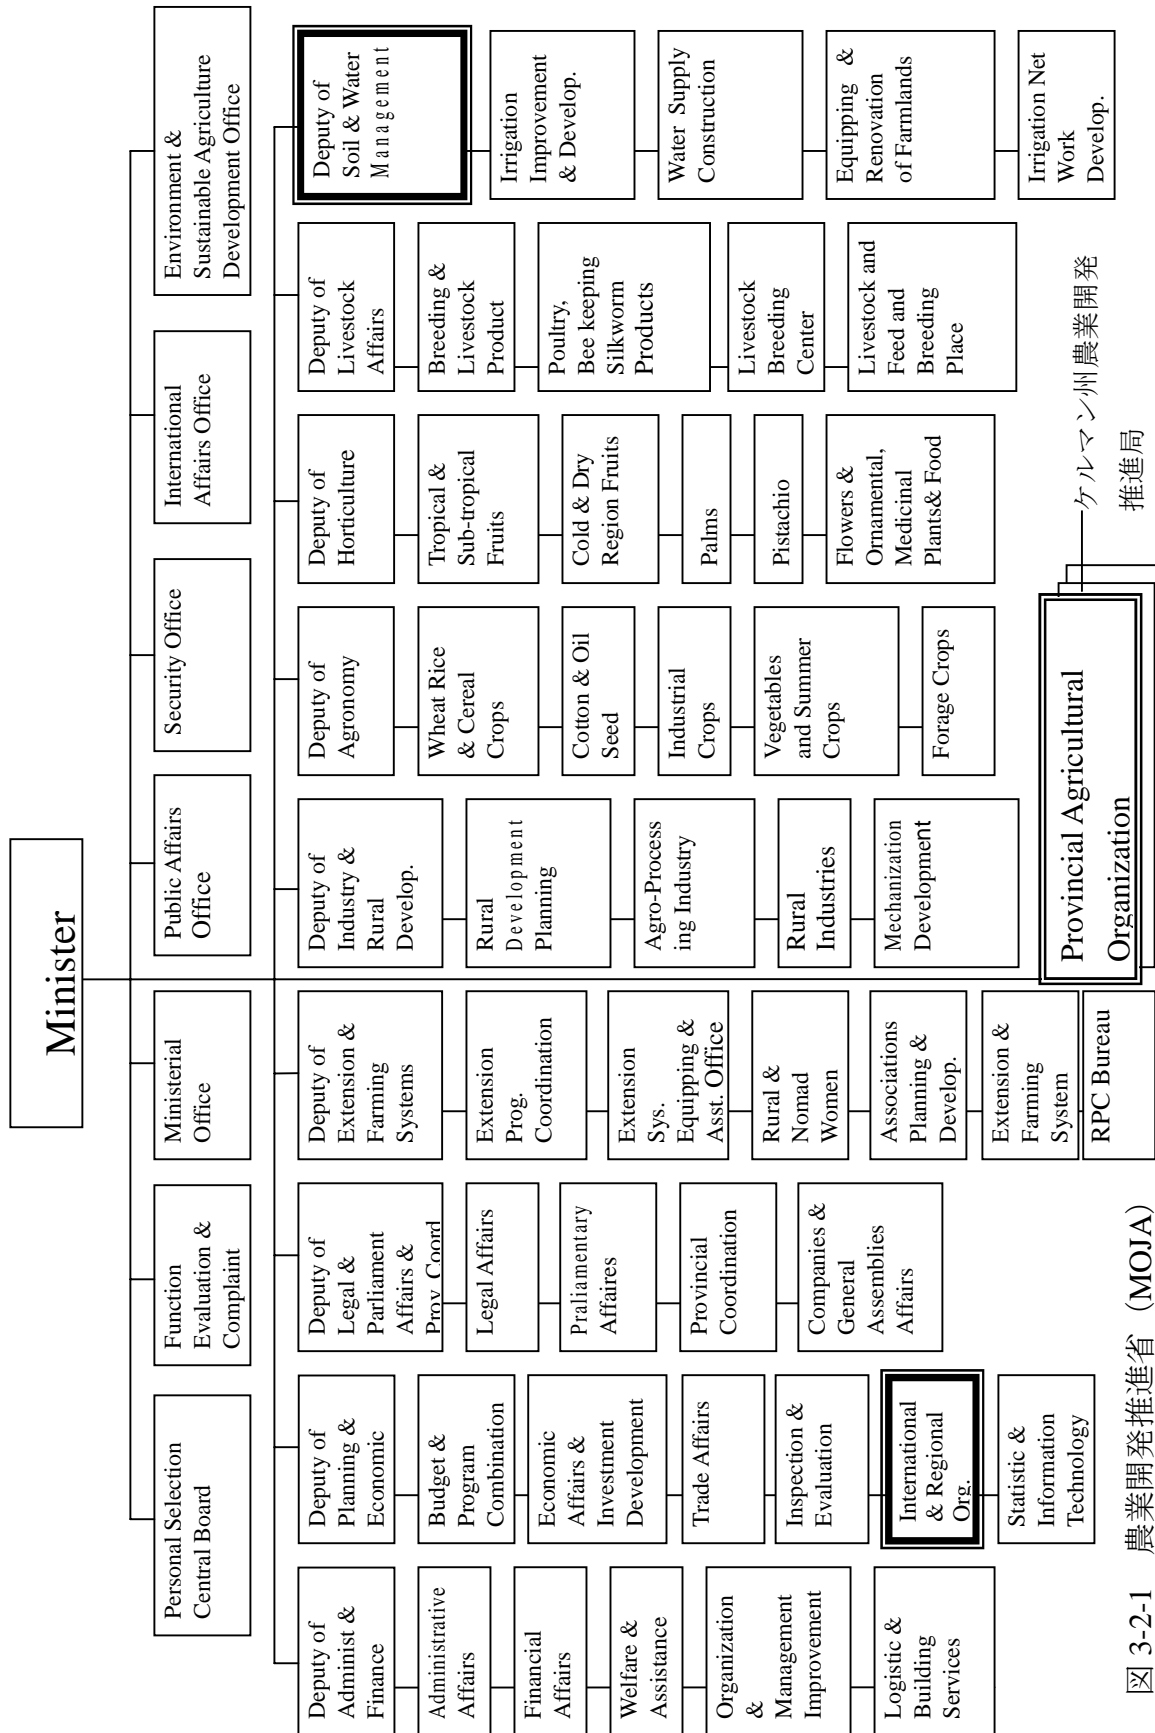 Minister
Personal Selection
Central Board
Function
Evaluation &
Complaint
Ministerial
Office
Public Affairs
Office
Security Office
International
Affairs Office
Environment &
Sustainable Agriculture
Development Office
Deputy of
Administ &
Finance
Administrative
Affairs
Financial
Affairs
Welfare &
Assistance
Organization
&
Management
Improvement
Logistic &
Building
Services
Deputy of
Planning &
Economic
Budget &
Program
Combination
Economic
Affairs &
Investment
Development
Trade Affairs
Inspection &
Evaluation
International
& Regional
Org.
Statistic &
Information
Technology
Deputy of
Legal &
Parliament
Affairs &
Prov. Coord
Legal Affairs
Praliamentary
Affaires
Provincial
Coordination
Companies &
General
Assemblies
Affairs
Deputy of
Extension &
Farming
Systems
Extension
Prog.
Coordination
Extension
Sys.
Equipping &
Asst. Office
Rural &
Nomad
Women
Associations
Planning &
Develop.
Extension &
Farming
System
RPC Bureau
Deputy of
Industry &
Rural
Develop.
Rural
Development
Planning
Agro-Process
ing Industry
Rural
Industries
Mechanization
Development
Deputy of
Agronomy
Wheat Rice
& Cereal
Crops
Cotton & Oil
Seed
Industrial
Crops
Vegetables
and Summer
Crops
Forage Crops
Deputy of
Horticulture
Tropical &
Sub-tropical
Fruits
Cold & Dry
Region Fruits
Palms
Pistachio
Flowers &
Ornamental,
Medicinal
Plants& Food
Deputy of
Livestock
Affairs
Breeding &
Livestock
Product
Poultry,
Bee keeping
Silkworm
Products
Livestock
Breeding
Center
Livestock and
Feed and
Breeding
Place
Deputy of
Soil & Water
Management
Irrigation
Improvement
& Develop.
Water Supply
Construction
Equipping &
Renovation
of Farmlands
Irrigation Net
Work
Develop.
Provincial Agricultural
Organization
ケルマン州農業開発
推進局
図 3-2-1 農業開発推進省（MOJA）